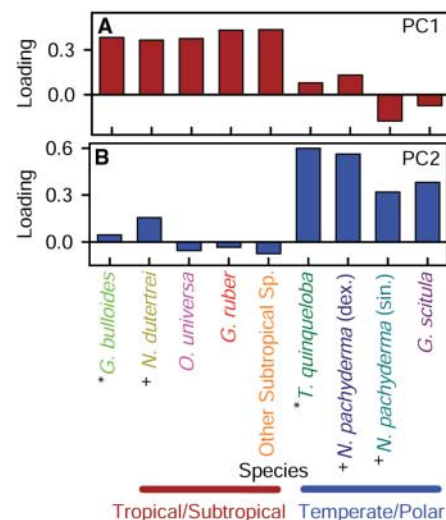 A
PC1
Loading
0.3
0.0
B
PC2
Loading
0.6
0.3
0.0
*G. bulloides
+ N. dutertrei
O. universa
G. ruber
Other Subtropical Sp.
*T. quinqueloba
+N. pachyderma (dex.)
+N. pachyderma (sin.)
G. scitula
Species
Tropical/Subtropical
Temperate/Polar